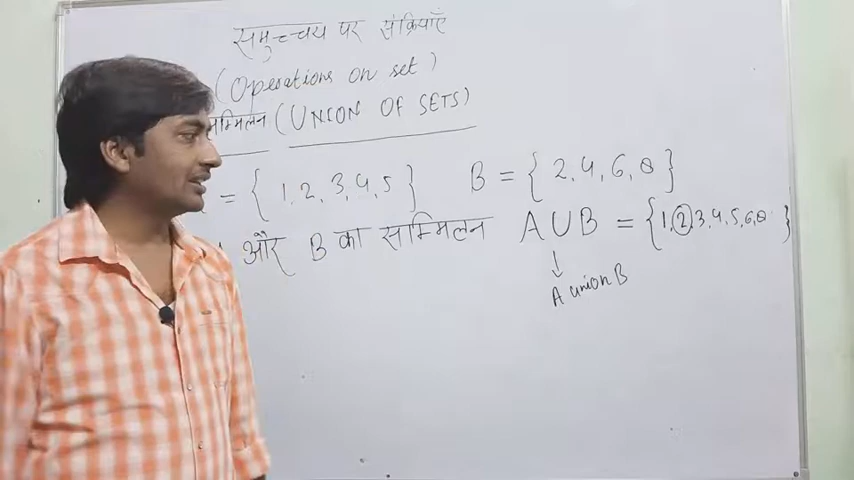 समुच्चय पर संक्रियाएँ
(Operations on set)
सम्मिलन (UNION OF SETS)
= {1,2,3,4,5} B = {2,4,6,8}
और B का सम्मिलन A∪B = {1,2,3,4,5,6,8}
↓
A union B